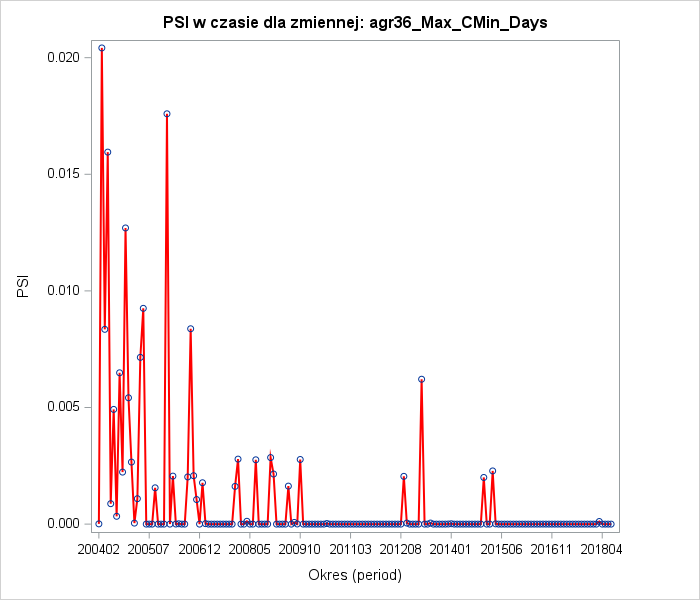 PSI w czasie dla zmiennej: agr36_Max_CMin_Days
0.020
0.015
0.010
0.005
0.000
PSI
200402 200507 200612 200805 200910 201103 201208 201401 201506 201611 201804
Okres (period)